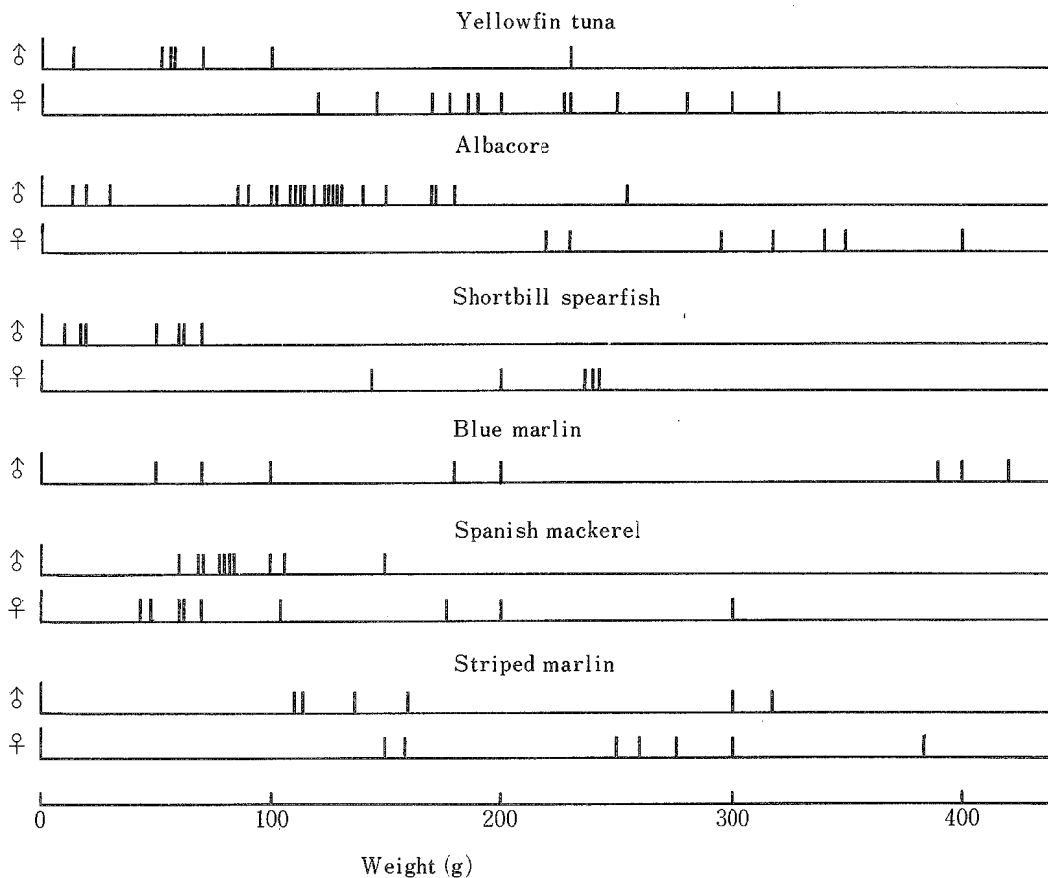 Yellowfin tuna
♂
♀
Albacore
♂
♀
Shortbill spearfish
♂
♀
Blue marlin
♂
Spanish mackerel
♂
♀
Striped marlin
♂
♀
0 100 200 300 400
Weight (g)